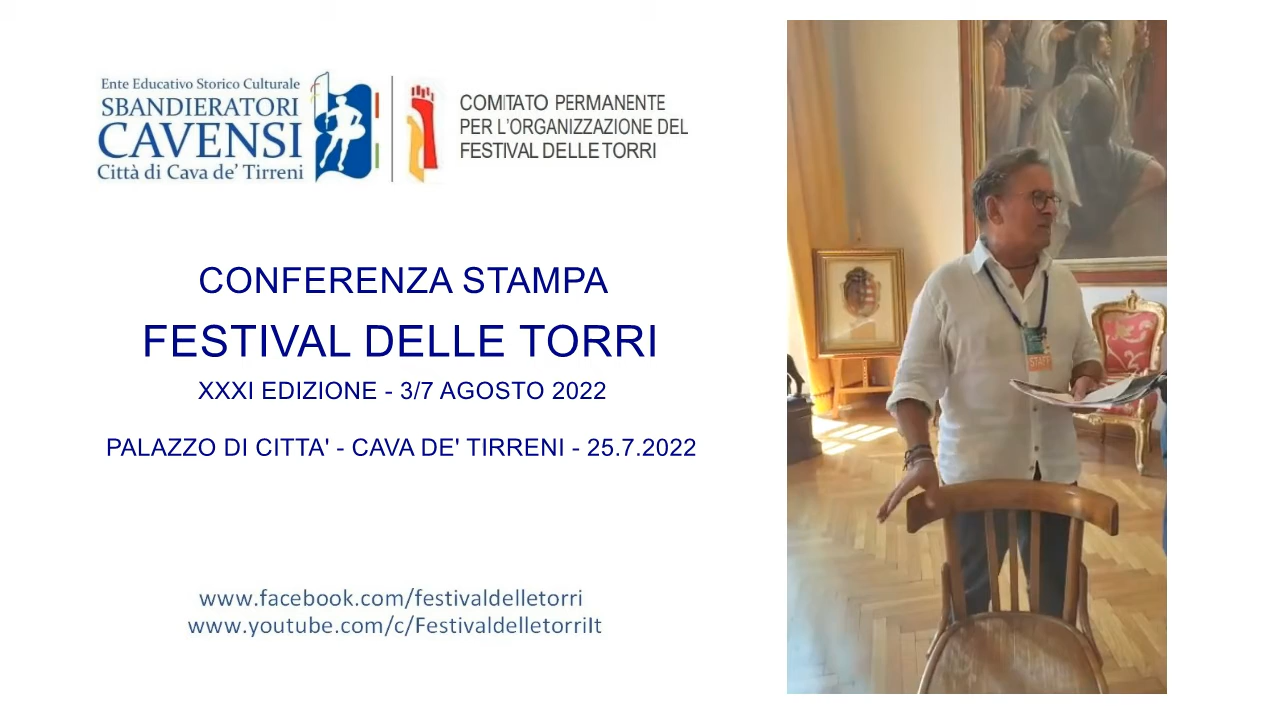 Ente Educativo Storico Culturale
SBANDIERATORI
CAVENSI
Città di Cava de' Tirreni
COMITATO PERMANENTE
PER L'ORGANIZZAZIONE DEL
FESTIVAL DELLE TORRI
CONFERENZA STAMPA
FESTIVAL DELLE TORRI
XXXI EDIZIONE - 3/7 AGOSTO 2022
PALAZZO DI CITTA' - CAVA DE' TIRRENI - 25.7.2022
www.facebook.com/festivaldelletorri
www.youtube.com/c/FestivaldelletorriIt
STAFF